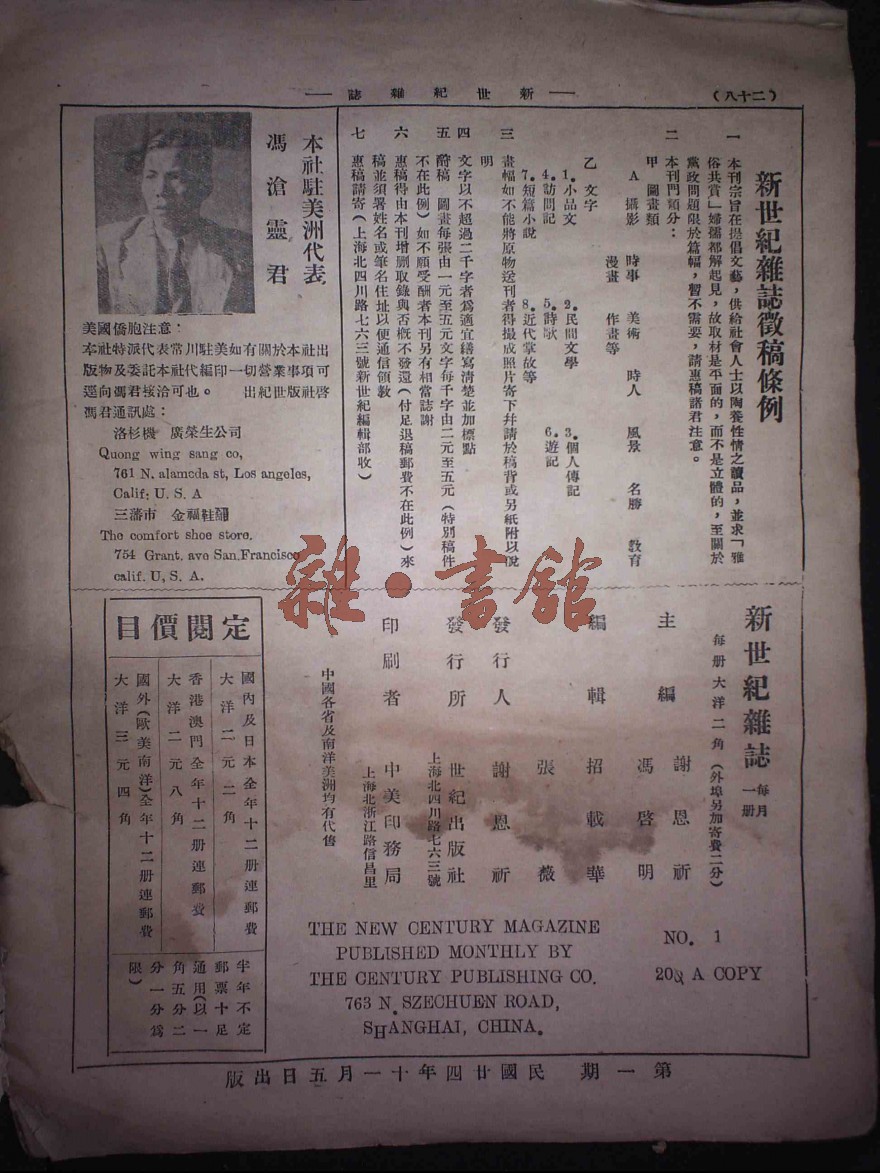 （二十八）
新世紀雜誌
新世紀雜誌徵稿條例
一 本刊宗旨在提倡文藝，供給社會人士以陶養性情之讀品，並求「雅
俗共賞」婦孺都解起見，故取材是平面的，而不是立體的，至關於
黨政問題限於篇幅，暫不需要，請惠稿諸君注意。
二 本刊門類分：
甲 圖畫類
A 攝影 時事 美術 時人 風景 名勝 教育
漫畫 作畫等
乙 文字
1.小品文 2.民間文學 3.個人傳記
4.訪問記 5.詩歌 6.遊記
7.短篇小說 8.近代掌故等
三 畫幅如不能將原物送刊者得撮成照片寄下幷請於稿背或另紙附以說
明
四 文字以不超過二千字者爲適宜繕寫清楚並加標點
五 酹稿 圖畫每張由一元至五元文字每千字由二元至五元（特別稿件
不在此例）如不願受酬者本刊另有相當誌謝
六 惠稿得由本刊增刪取錄與否概不發還（付足退稿郵費不在此例）來
稿並須署姓名或筆名住址以便通信領敎
七 惠稿請寄（上海北四川路七六三號新世紀編輯部收）
本社駐美洲代表
馮滄靈君
美國僑胞注意：
本社特派代表常川駐美如有關於本社出
版物及委託本社代編印一切營業事項可
逕向馮君接洽可也。 世紀出版社啓
馮君通訊處：
洛杉機 廣榮生公司
Quong wing sang co,
761 N. alameda st, Los angeles,
Calif: U. S. A
三藩市 金福鞋
The comfort shoe store.
754 Grant. ave San.Francisco
calif. U, S. A.
雜·書館
新世紀雜誌 每月一册
每册大洋二角（外埠另加寄費二分）
主編 謝恩祈
馮啓明
編輯 招載華
張薇
發行人 謝恩祈
發行所 世紀出版社
上海北四川路七六三號
印刷者 中美印務局
上海北浙江路信昌里
中國各省及南洋美洲均有代售
NO. 1
20¢ A COPY
THE NEW CENTURY MAGAZINE
PUBLISHED MONTHLY BY
THE CENTURY PUBLISHING CO.
763 N. SZECHUEN ROAD,
SHANGHAI, CHINA.
定閱價目
國內及日本全年十二册連郵費
大洋二元二角
香港澳門全年十二册連郵費
大洋二元八角
國外（歐美南洋）全年十二册連郵費
大洋三元四角
半年不定
郵票十足
通用（以一
角五分二
分一分爲
限）
第一期 民國廿四年十一月五日出版